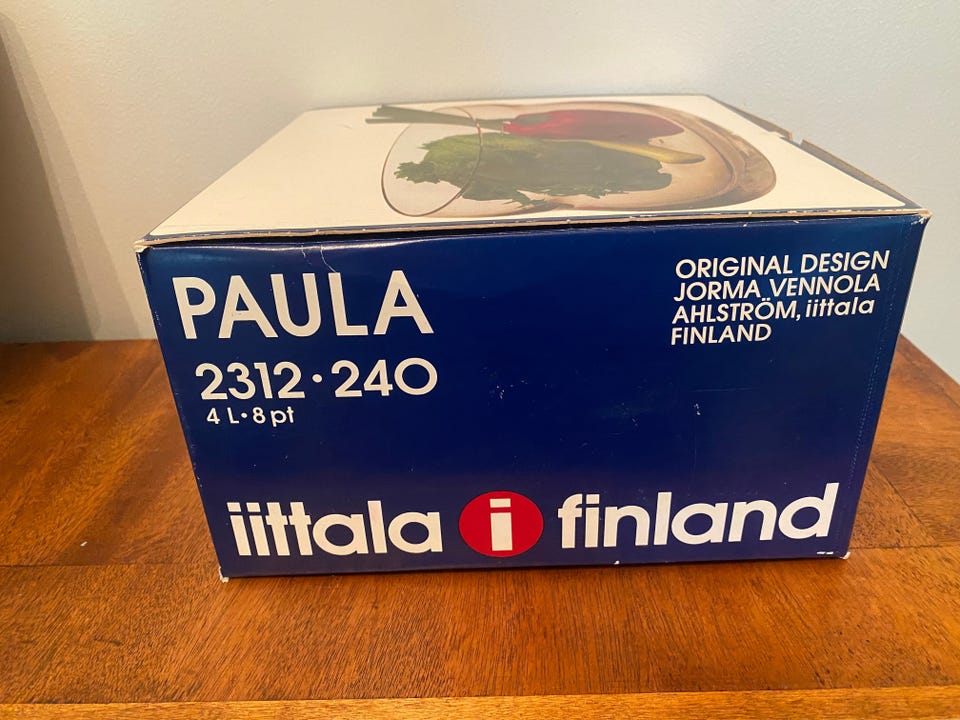 PAULA
2312·240
4 L·8 pt
ORIGINAL DESIGN
JORMA VENNOLA
AHLSTRÖM, iittala
FINLAND
iittala i finland